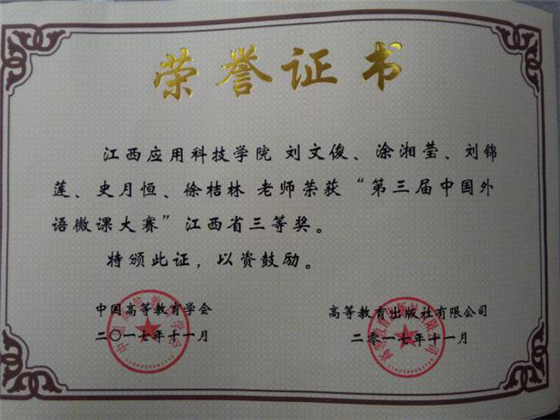 荣誉证书
江西应用科技学院 刘文俊、涂湘莹、刘锦
莲、史月恒、徐桔林 老师荣获“第三届中国外
语微课大赛”江西省三等奖。
特颁此证，以资鼓励。
中国高等教育学会
二〇一七年十一月
高等教育出版社有限公司
二零一七年十一月